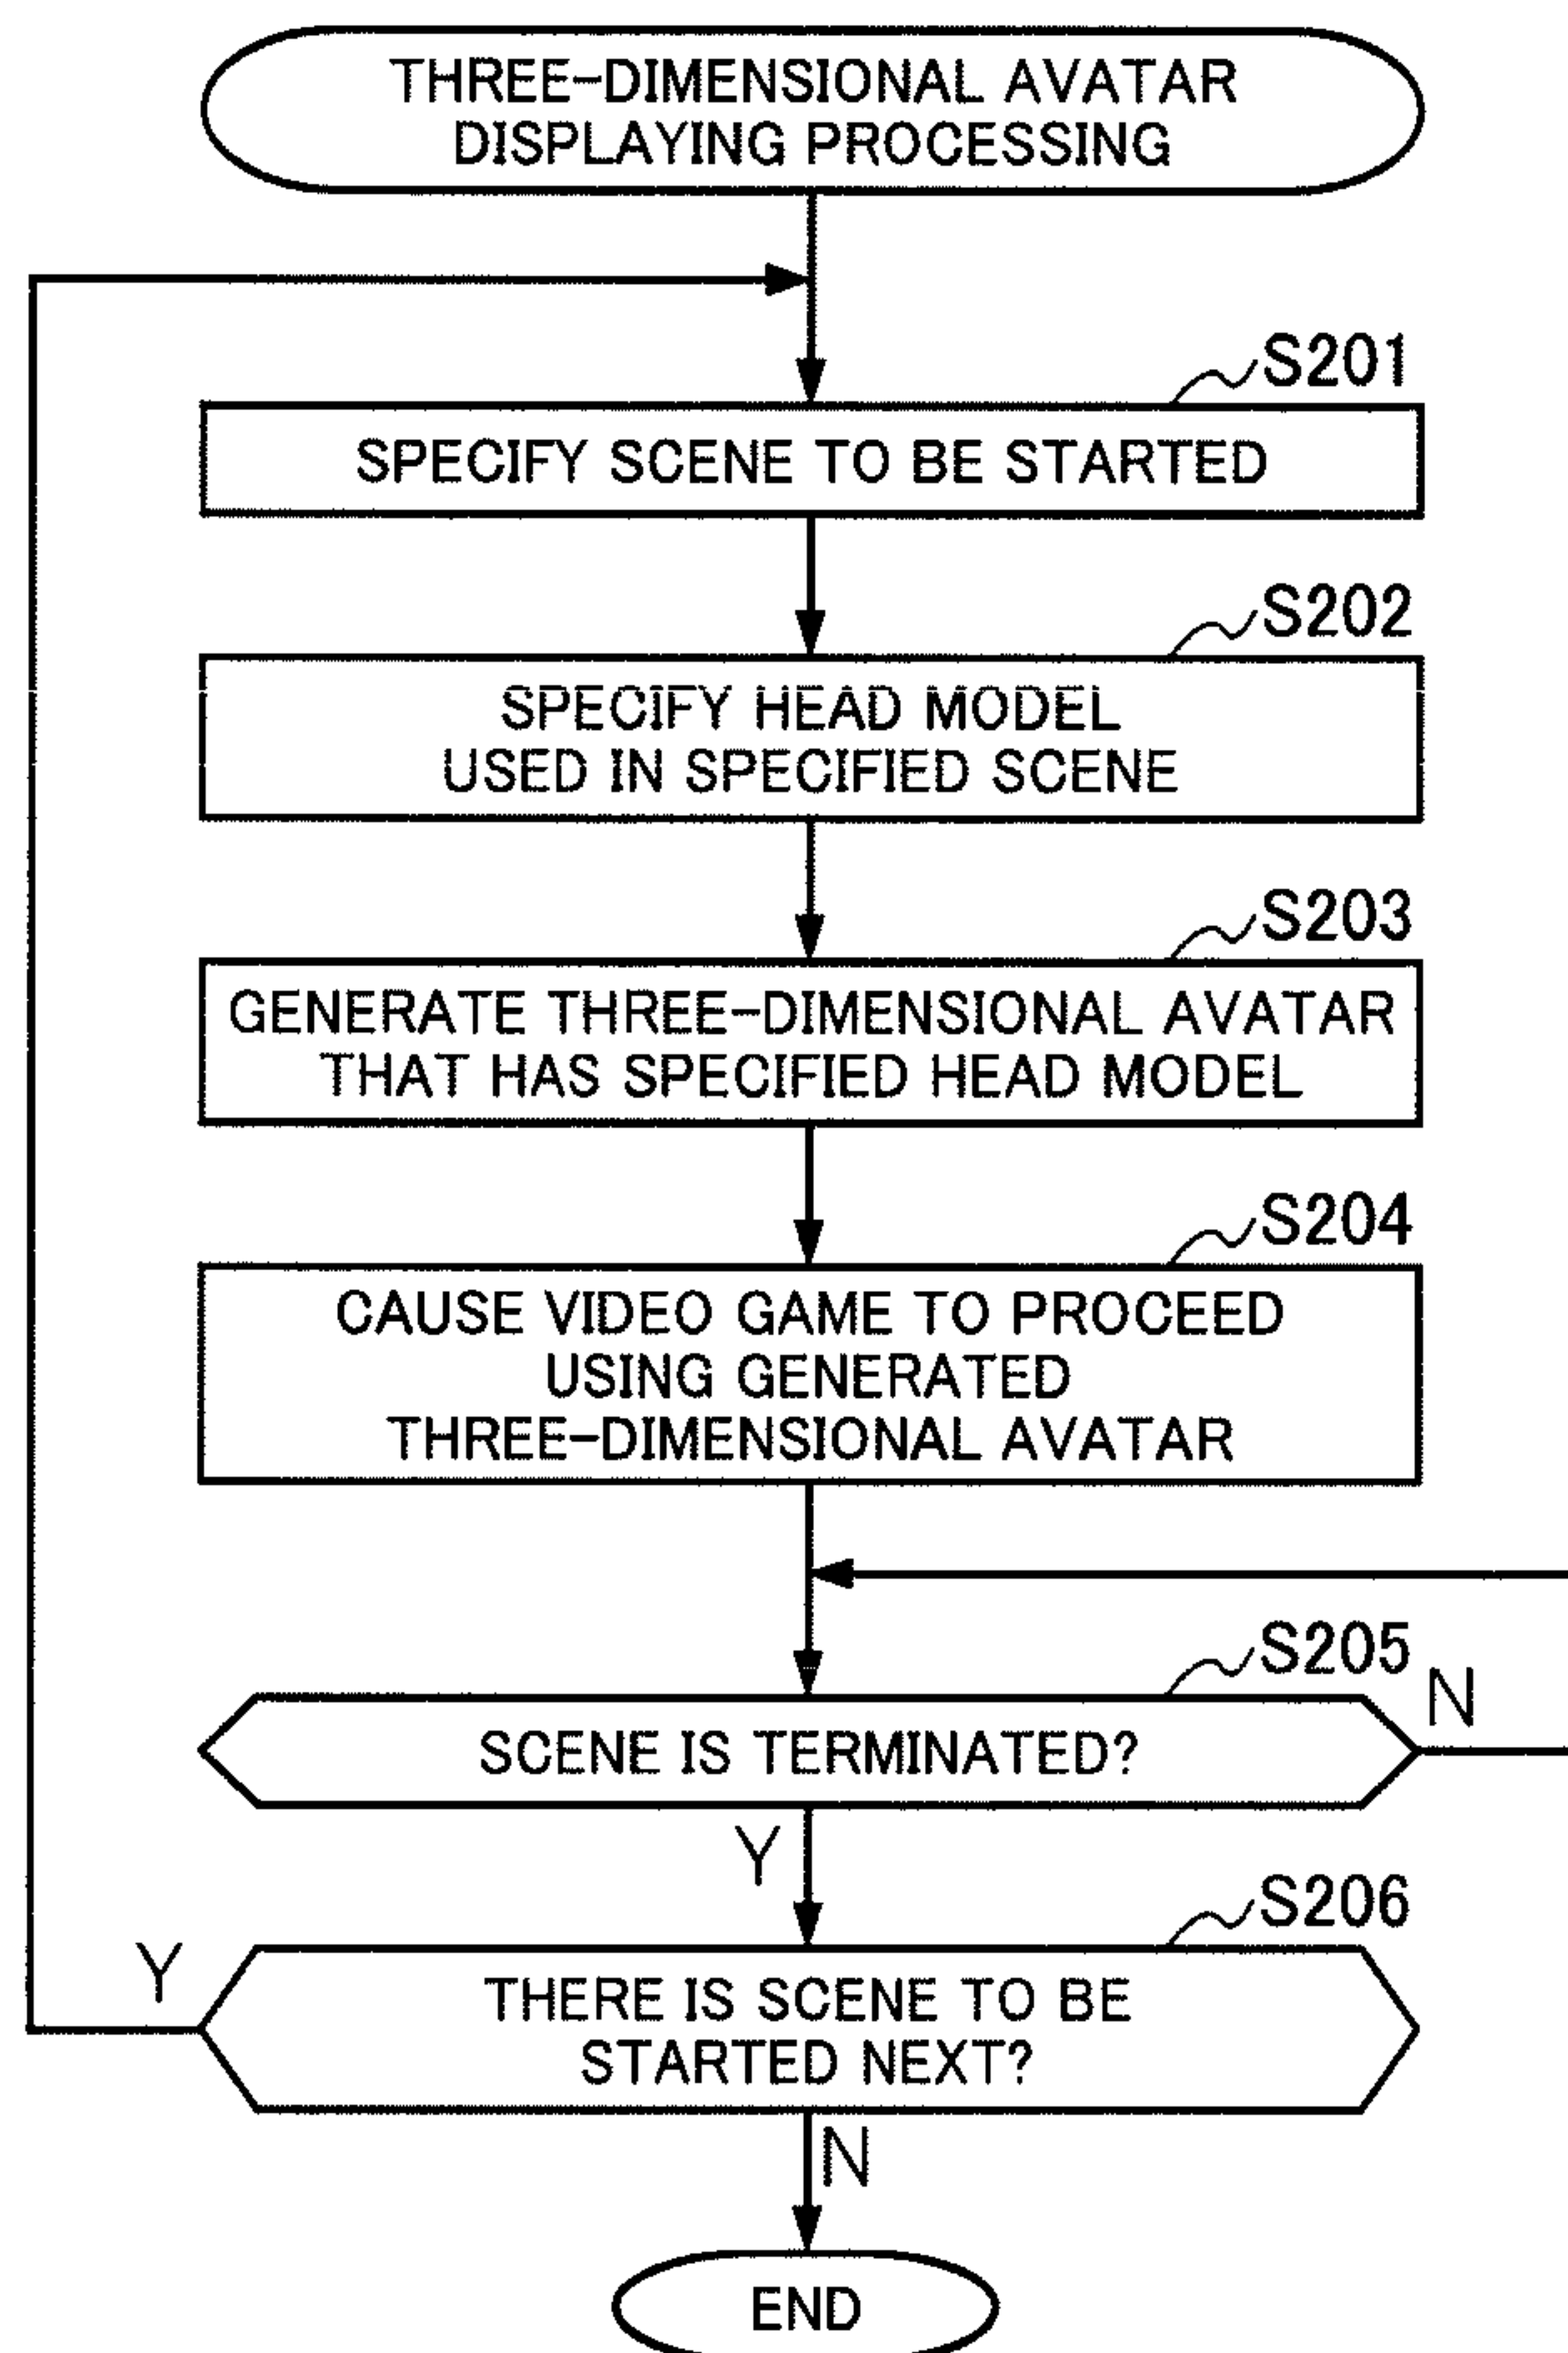 THREE-DIMENSIONAL AVATAR
DISPLAYING PROCESSING
S201
SPECIFY SCENE TO BE STARTED
S202
SPECIFY HEAD MODEL
USED IN SPECIFIED SCENE
S203
GENERATE THREE-DIMENSIONAL AVATAR
THAT HAS SPECIFIED HEAD MODEL
S204
CAUSE VIDEO GAME TO PROCEED
USING GENERATED
THREE-DIMENSIONAL AVATAR
S205
N
SCENE IS TERMINATED?
Y
S206
Y
THERE IS SCENE TO BE
STARTED NEXT?
N
END